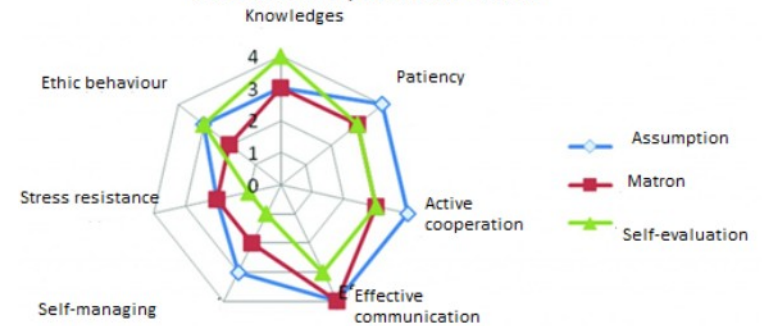 Knowledges
4
3
2
1
0
Patiency
Active
cooperation
Effective
communication
Self-managing
Stress resistance
Ethic behaviour
Assumption
Matron
Self-evaluation